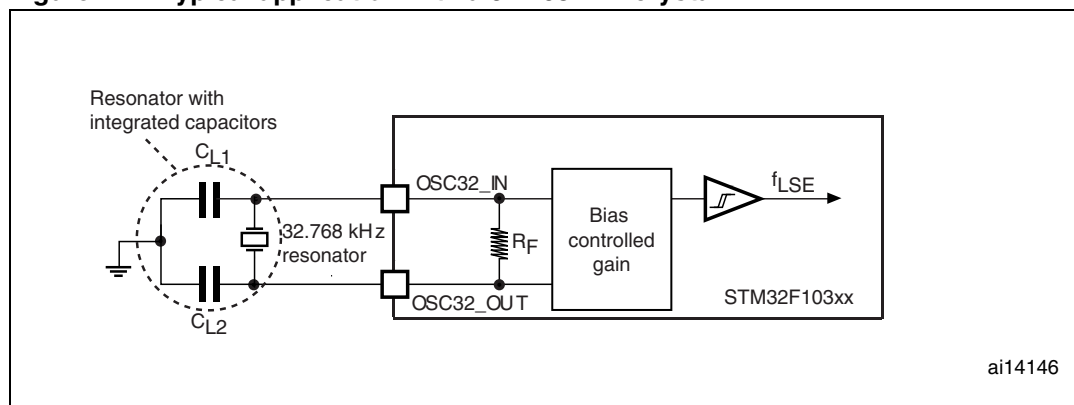 Resonator with
integrated capacitors
CL1
OSC32_IN
fLSE
32.768 kHz
resonator
RF
Bias
controlled
gain
OSC32_OUT
STM32F103xx
CL2
ai14146